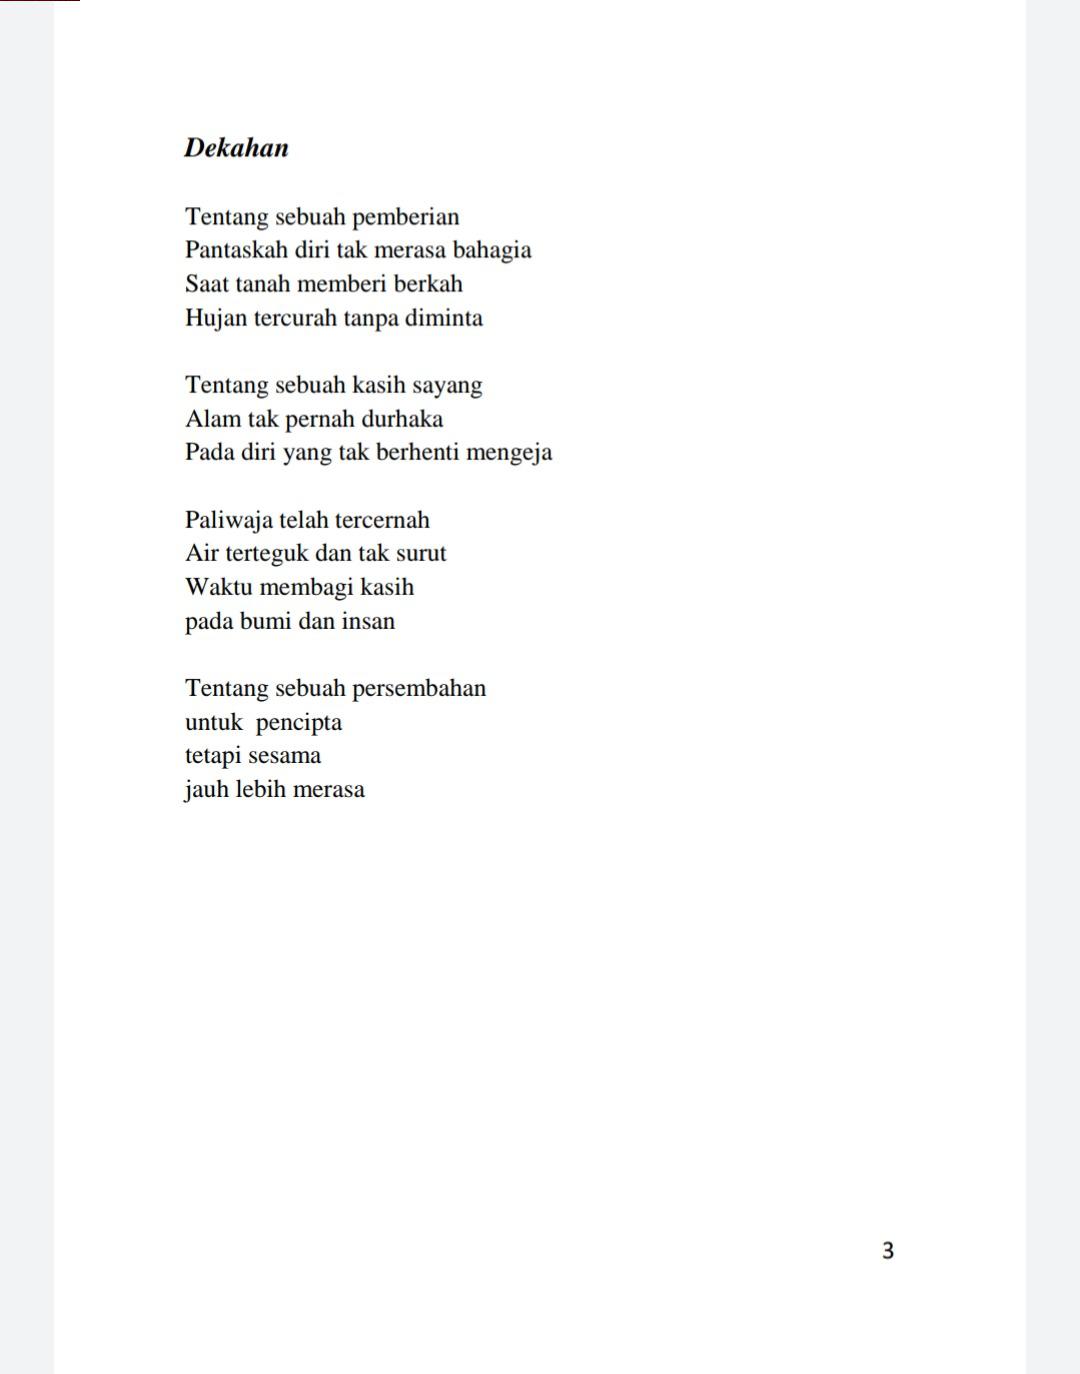 Dekahan
Tentang sebuah pemberian
Pantaskah diri tak merasa bahagia
Saat tanah memberi berkah
Hujan tercurah tanpa diminta
Tentang sebuah kasih sayang
Alam tak pernah durhaka
Pada diri yang tak berhenti mengeja
Paliwaja telah tercernah
Air terteguk dan tak surut
Waktu membagi kasih
pada bumi dan insan
Tentang sebuah persembahan
untuk  pencipta
tetapi sesama
jauh lebih merasa
3